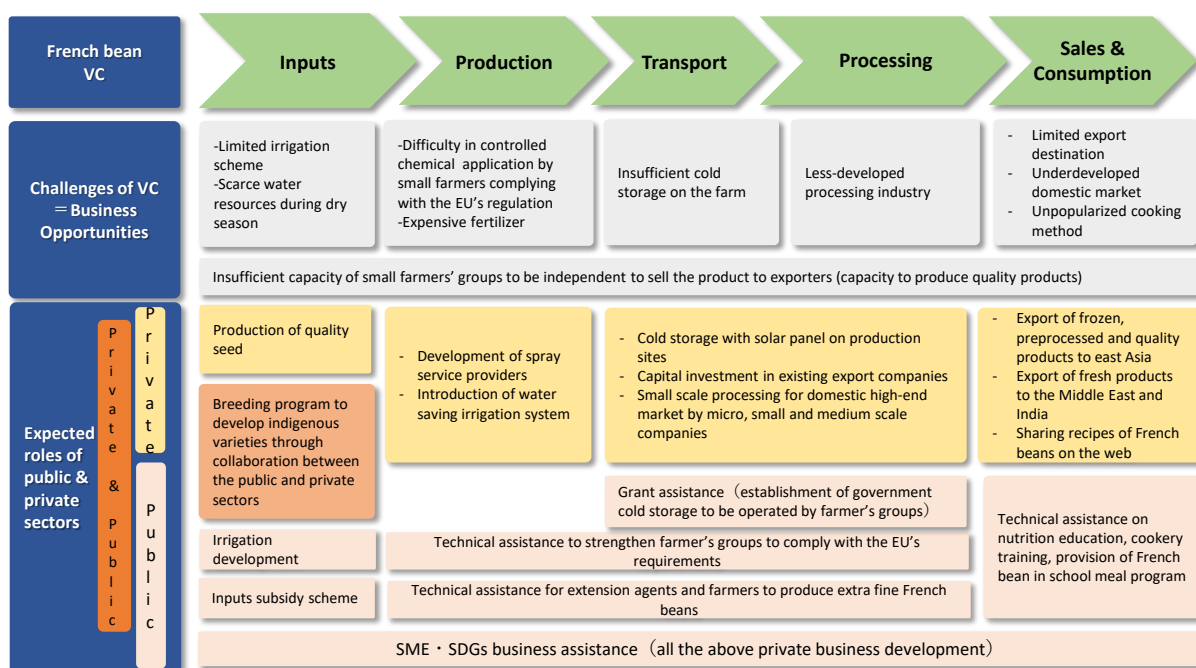 French bean
VC
Inputs
Production
Transport
Processing
Sales &
Consumption
Challenges of VC
＝Business
Opportunities
-Limited irrigation
scheme
-Scarce water
resources during dry
season
-Difficulty in controlled
chemical application by
small farmers complying
with the EU's regulation
-Expensive fertilizer
Insufficient cold
storage on the farm
Less-developed
processing industry
- Limited export
destination
- Underdeveloped
domestic market
- Unpopularized cooking
method
Insufficient capacity of small farmers' groups to be independent to sell the product to exporters (capacity to produce quality products)
Expected
roles of
public &
private
sectors
Private & Public
Private
Public
Production of quality
seed
Breeding program to
develop indigenous
varieties through
collaboration between
the public and private
sectors
Irrigation
development
Inputs subsidy scheme
- Development of spray
service providers
- Introduction of water
saving irrigation system
- Cold storage with solar panel on production
sites
- Capital investment in existing export companies
- Small scale processing for domestic high-end
market by micro, small and medium scale
companies
- Export of frozen,
preprocessed and quality
products to east Asia
- Export of fresh products
to the Middle East and
India
- Sharing recipes of French
beans on the web
Grant assistance（establishment of government
cold storage to be operated by farmer's groups）
Technical assistance to strengthen farmer's groups to comply with the EU's
requirements
Technical assistance for extension agents and farmers to produce extra fine French
beans
Technical assistance on
nutrition education, cookery
training, provision of French
bean in school meal program
SME・SDGs business assistance（all the above private business development）